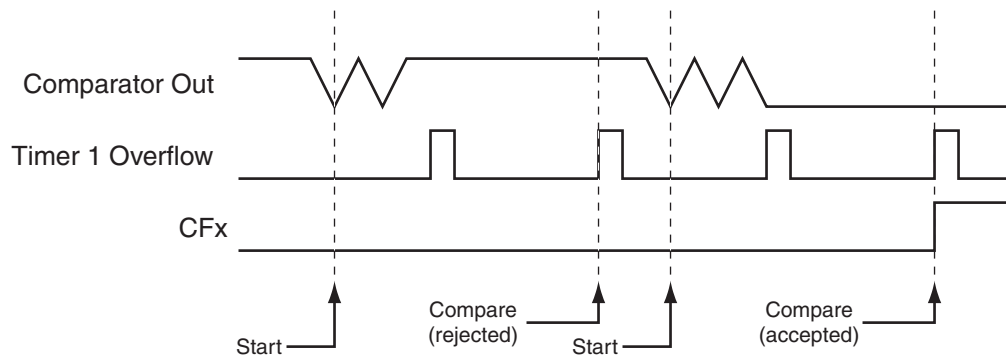 Comparator Out
Timer 1 Overflow
CFx
Start
Compare
(rejected)
Start
Compare
(accepted)